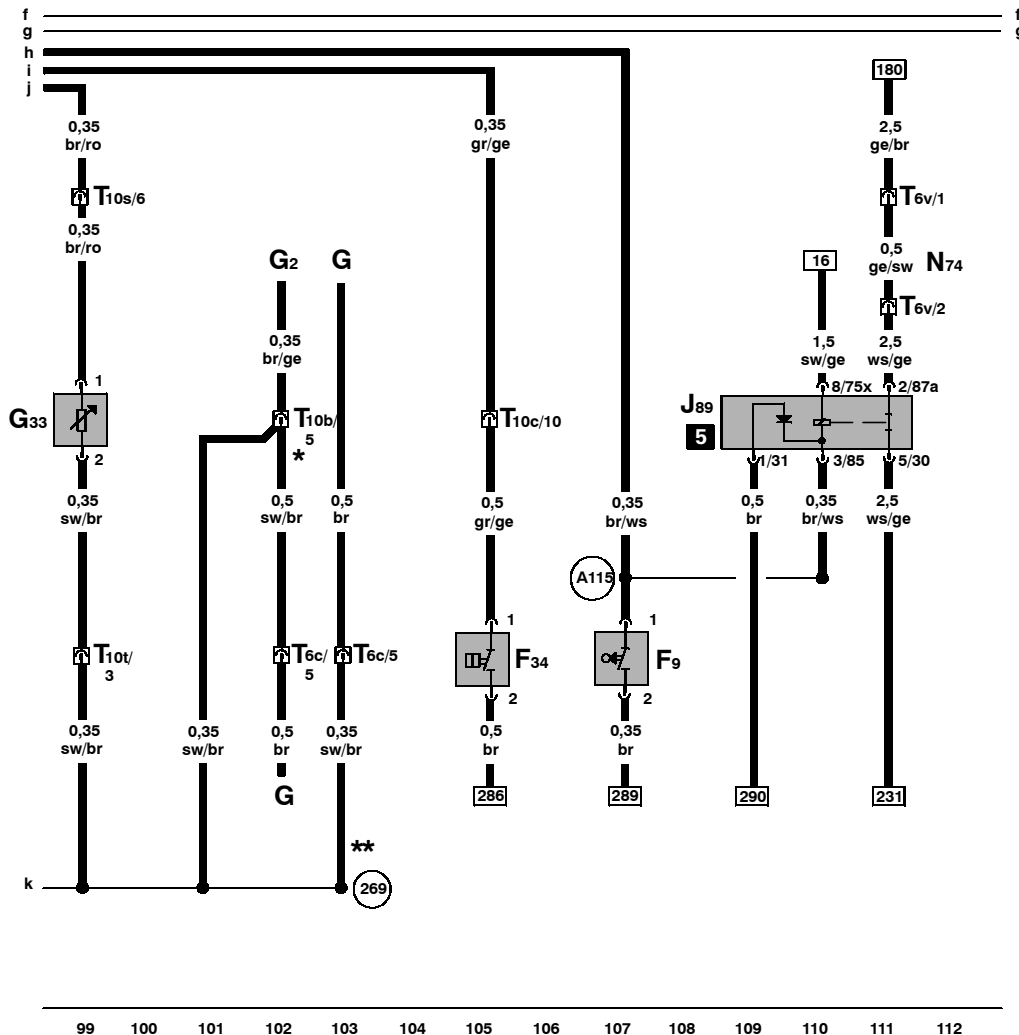 f f
g g
h
i
j
180
0,35 0,35 2,5
br/ro gr/ge ge/br
T10s/6 T6v/1
0,35
br/ro
0,5
G2 G 16 ge/sw N74
T6v/2
0,35 1,5 2,5
br/ge sw/ge ws/ge
1 8/75x 2/87a
G33 T10b/ T10c/10 J89
5 5
2 * 1/31 3/85 5/30
0,35 0,5 0,5 0,5 0,35 0,5 0,35 2,5
sw/br sw/br br gr/ge br/ws br br/ws ws/ge
A115
1 1
T10t/ T6c/ T6c/5 F34 F9
3 5
2 2
0,35 0,35 0,5 0,35 0,5 0,35
sw/br sw/br br sw/br br br
G 286 289 290 231
**
k 269
99 100 101 102 103 104 105 106 107 108 109 110 111 112